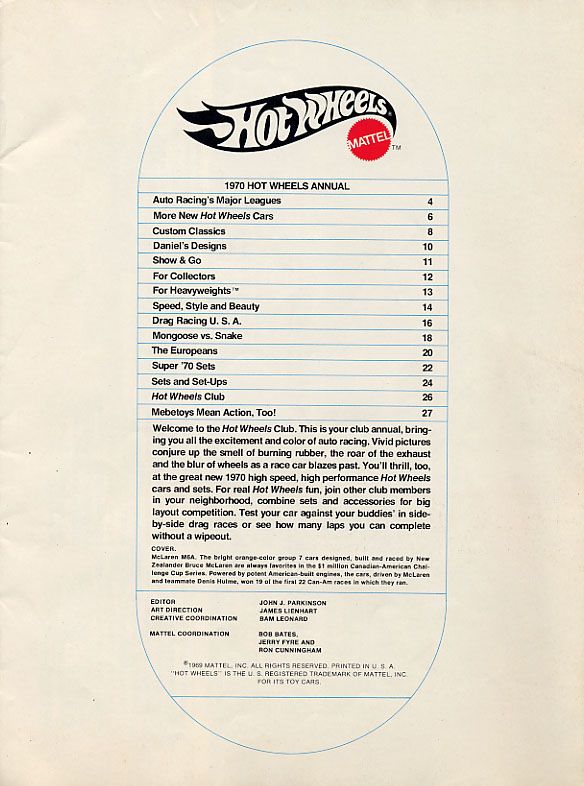 HOT WHEELS®
MATTEL
TM
1970 HOT WHEELS ANNUAL
Auto Racing's Major Leagues 4
More New Hot Wheels Cars 6
Custom Classics 8
Daniel's Designs 10
Show & Go 11
For Collectors 12
For Heavyweights™ 13
Speed, Style and Beauty 14
Drag Racing U. S. A. 16
Mongoose vs. Snake 18
The Europeans 20
Super '70 Sets 22
Sets and Set-Ups 24
Hot Wheels Club 26
Mebetoys Mean Action, Too! 27
Welcome to the Hot Wheels Club. This is your club annual, bring-
ing you all the excitement and color of auto racing. Vivid pictures
conjure up the smell of burning rubber, the roar of the exhaust
and the blur of wheels as a race car blazes past. You'll thrill, too,
at the great new 1970 high speed, high performance Hot Wheels
cars and sets. For real Hot Wheels fun, join other club members
in your neighborhood, combine sets and accessories for big
layout competition. Test your car against your buddies' in side-
by-side drag races or see how many laps you can complete
without a wipeout.
COVER.
McLaren M6A. The bright orange-color group 7 cars designed, built and raced by New
Zealander Bruce McLaren are always favorites in the $1 million Canadian-American Chal-
lenge Cup Series. Powered by potent American-built engines, the cars, driven by McLaren
and teammate Denis Hulme, won 19 of the first 22 Can-Am races in which they ran.
EDITOR JOHN J. PARKINSON
ART DIRECTION JAMES LIENHART
CREATIVE COORDINATION BAM LEONARD
MATTEL COORDINATION BOB BATES,
JERRY FYRE AND
RON CUNNINGHAM
®1969 MATTEL, INC. ALL RIGHTS RESERVED. PRINTED IN U. S. A.
"HOT WHEELS" IS THE U. S. REGISTERED TRADEMARK OF MATTEL, INC.
FOR ITS TOY CARS.